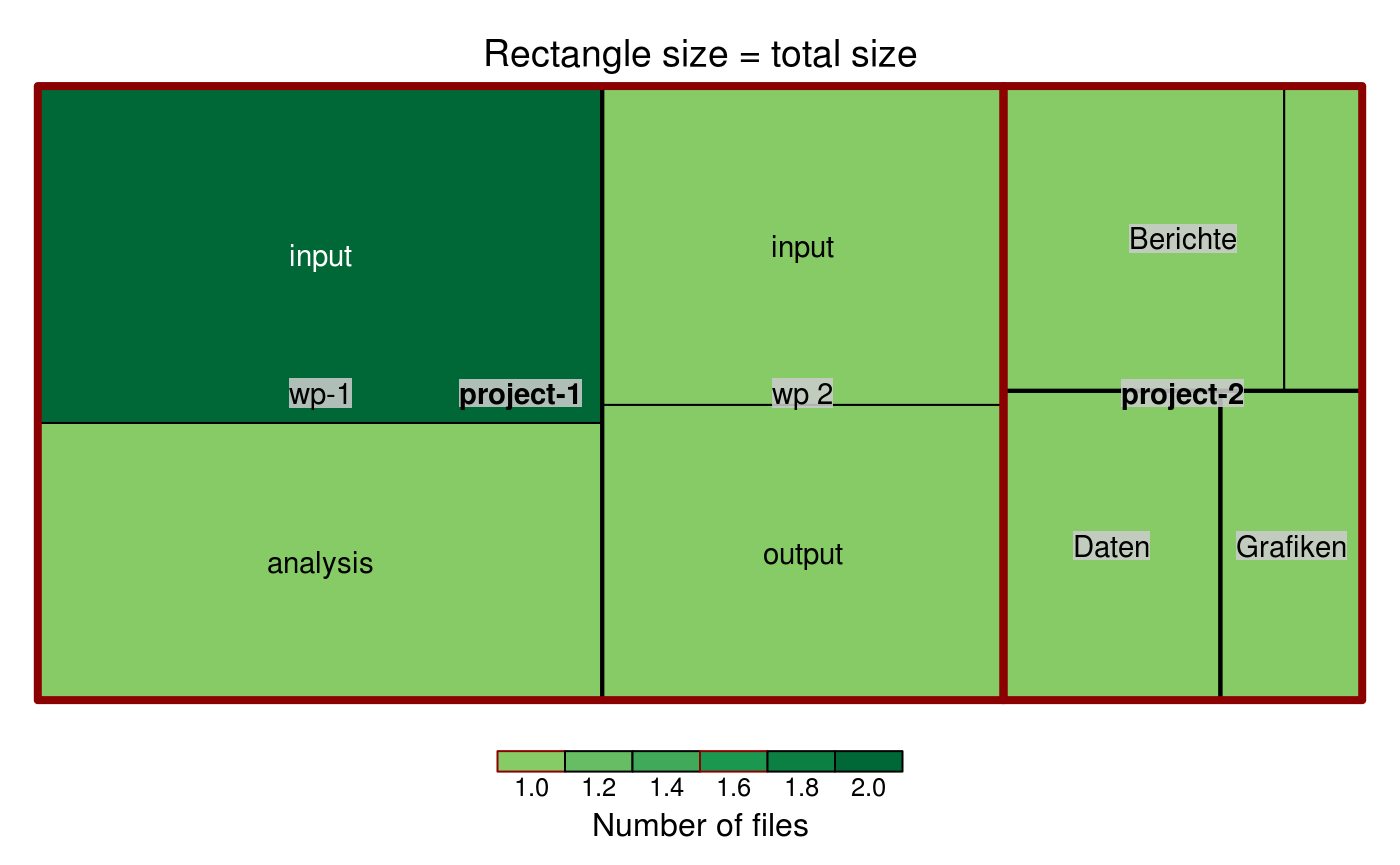 Rectangle size = total size
input
input
Berichte
wp-1
project-1
wp 2
project-2
analysis
output
Daten
Grafiken
1.0 1.2 1.4 1.6 1.8 2.0
Number of files